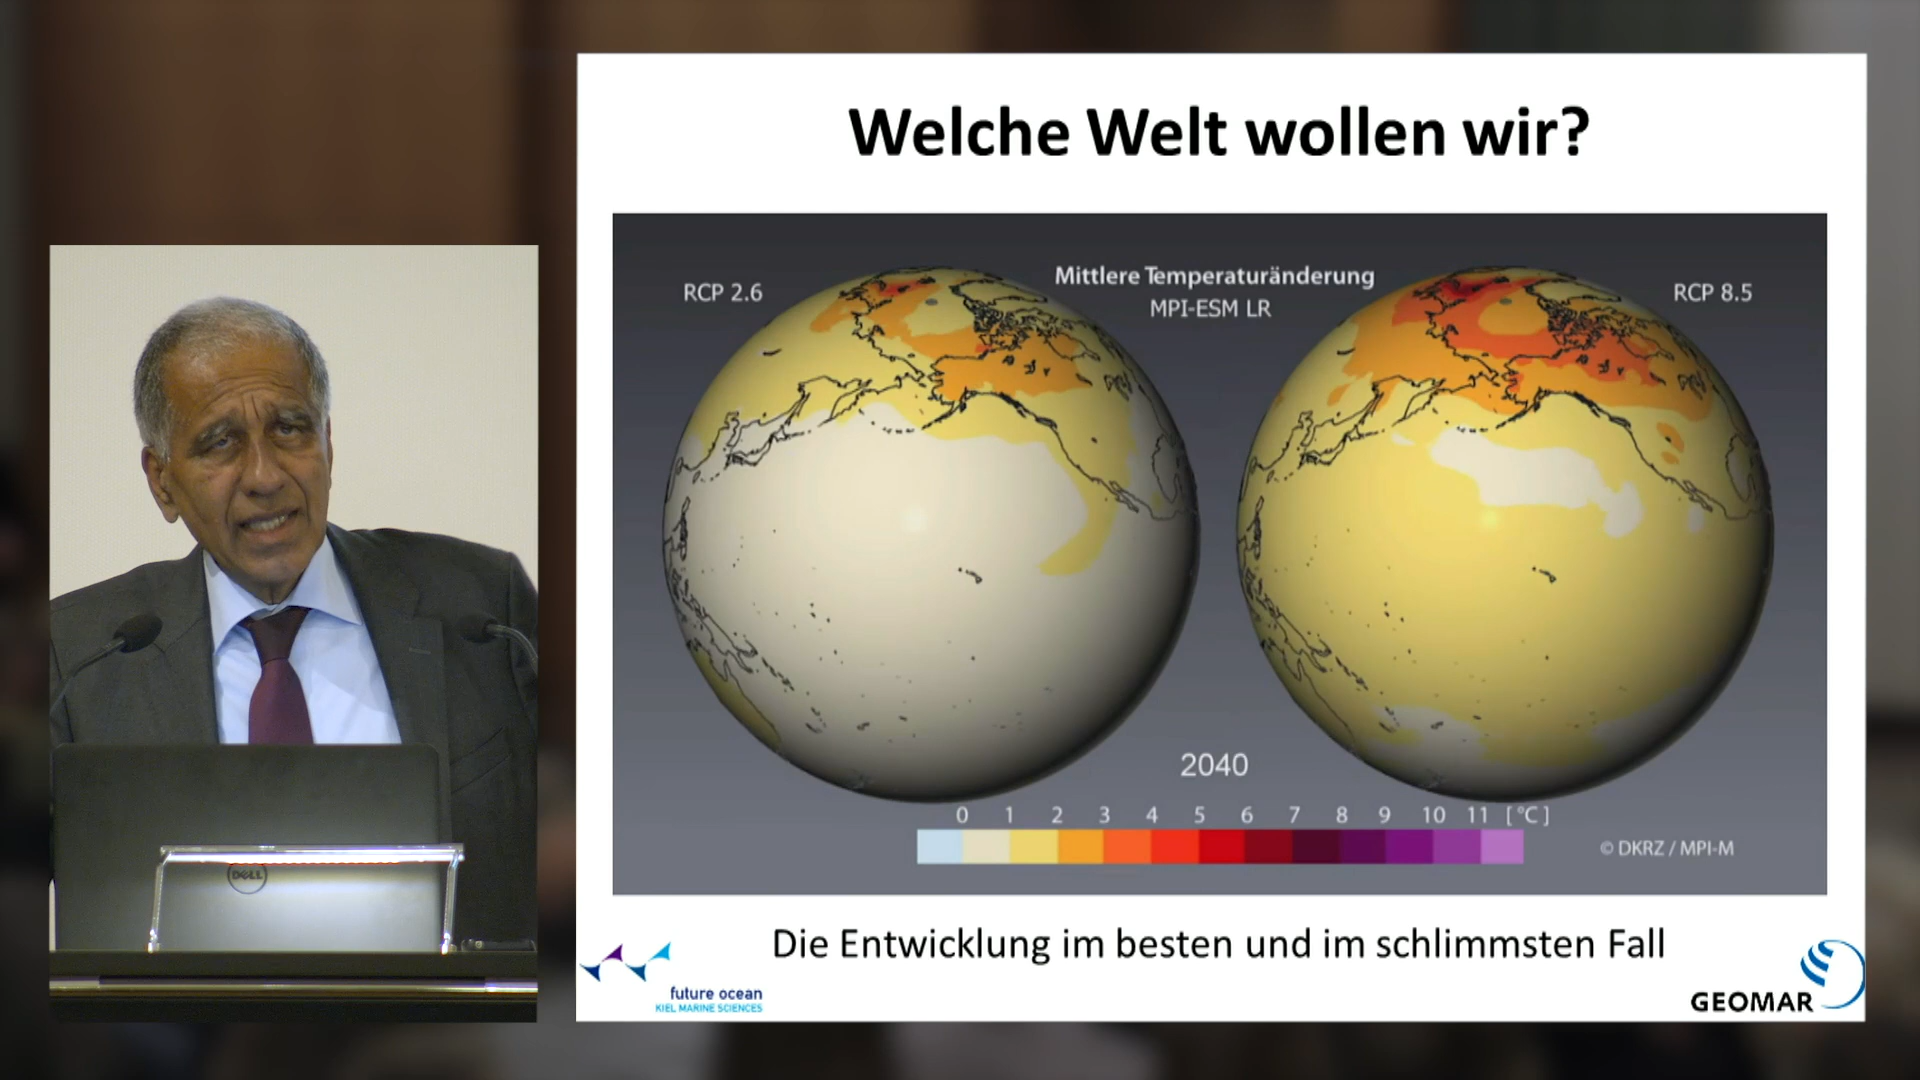 Welche Welt wollen wir?
RCP 2.6
Mittlere Temperaturänderung
MPI-ESM LR
RCP 8.5
2040
0 1 2 3 4 5 6 7 8 9 10 11 [°C]
© DKRZ / MPI-M
Die Entwicklung im besten und im schlimmsten Fall
future ocean
KIEL MARINE SCIENCES
GEOMAR
DELL